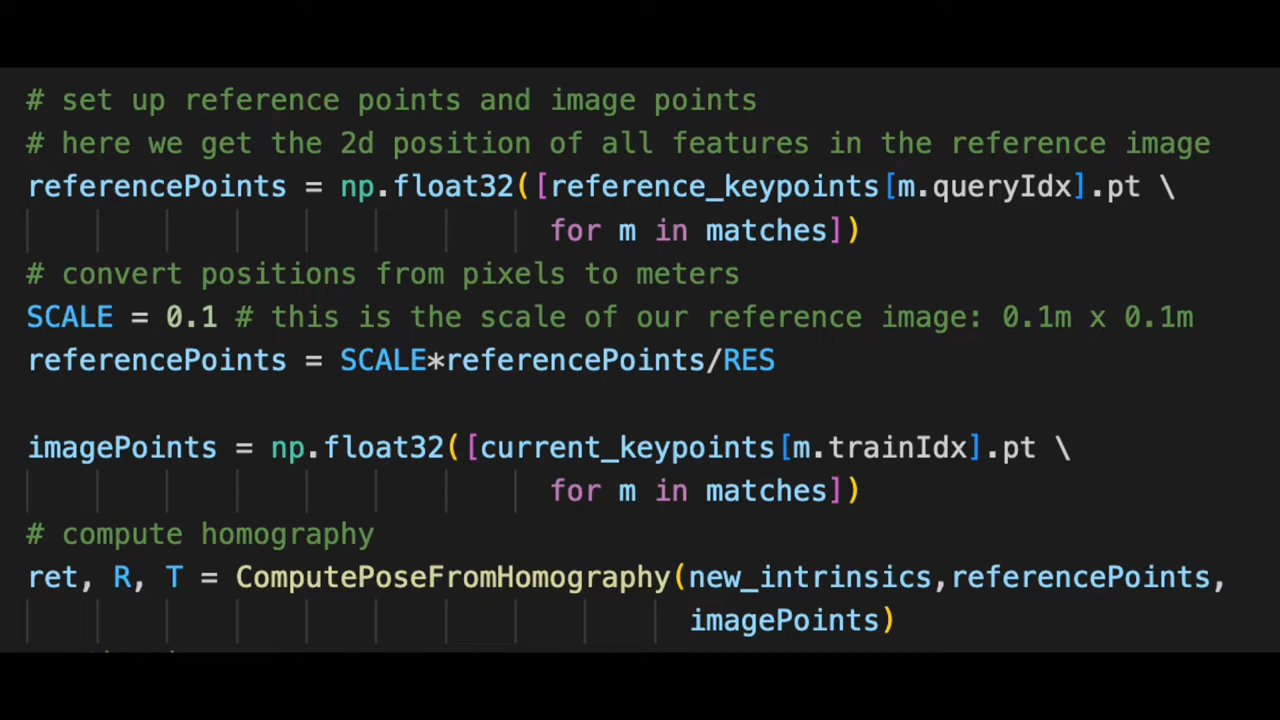 # set up reference points and image points
# here we get the 2d position of all features in the reference image
referencePoints = np.float32([reference_keypoints[m.queryIdx].pt \
for m in matches])
# convert positions from pixels to meters
SCALE = 0.1 # this is the scale of our reference image: 0.1m x 0.1m
referencePoints = SCALE*referencePoints/RES
imagePoints = np.float32([current_keypoints[m.trainIdx].pt \
for m in matches])
# compute homography
ret, R, T = ComputePoseFromHomography(new_intrinsics,referencePoints,
imagePoints)